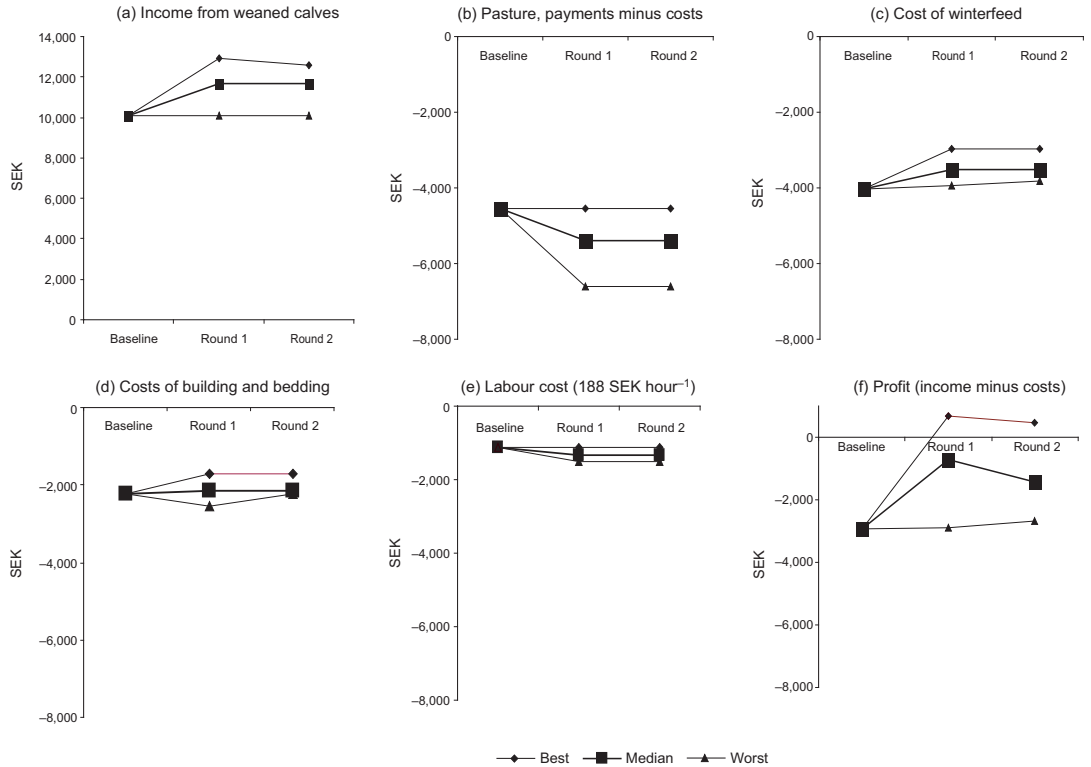 (a) Income from weaned calves
14,000
12,000
10,000
8,000
6,000
4,000
12,000
0
SEK
Baseline
Round 1
Round 2
(b) Pasture, payments minus costs
0
–2,000
–4,000
–6,000
–8,000
SEK
Baseline
Round 1
Round 2
(c) Cost of winterfeed
0
–2,000
–4,000
–6,000
–8,000
SEK
Baseline
Round 1
Round 2
(d) Costs of building and bedding
0
–2,000
–4,000
–6,000
–8,000
SEK
Baseline
Round 1
Round 2
(e) Labour cost (188 SEK hour⁻¹)
0
–2,000
–4,000
–6,000
–8,000
SEK
Baseline
Round 1
Round 2
(f) Profit (income minus costs)
0
–2,000
–4,000
–6,000
–8,000
SEK
Baseline
Round 1
Round 2
Best
Median
Worst